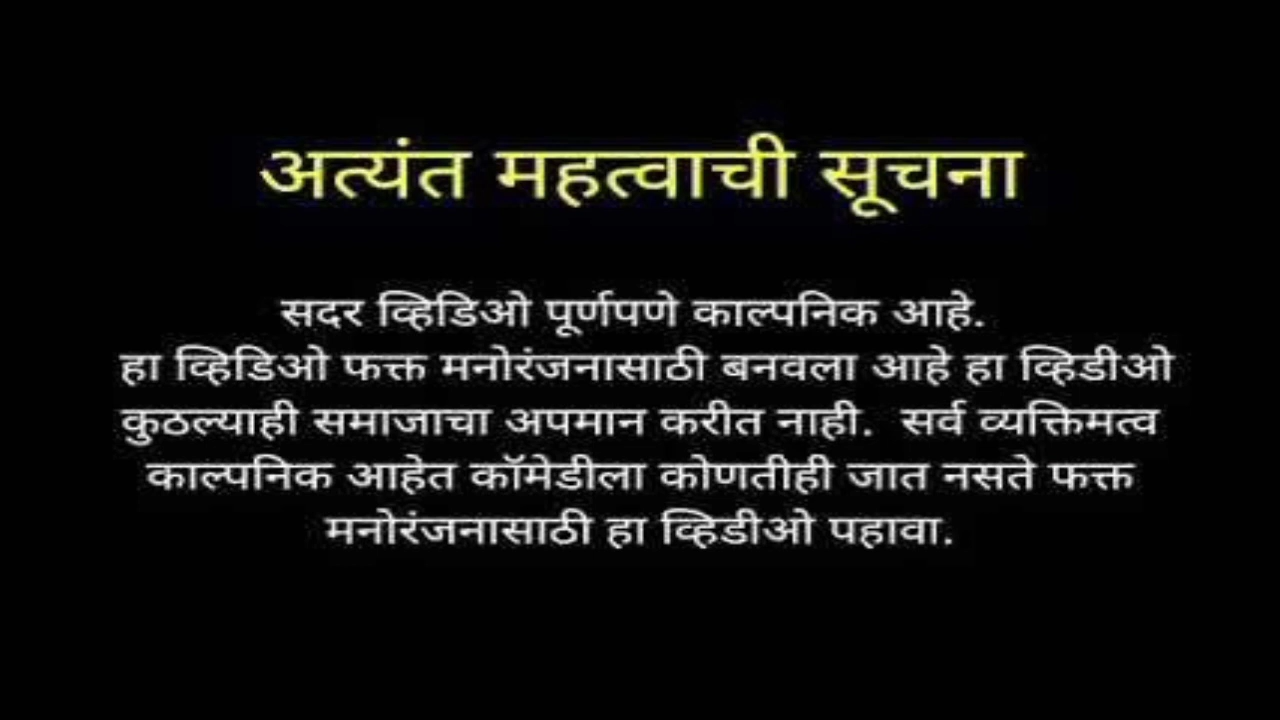 अत्यंत महत्वाची सूचना
सदर व्हिडिओ पूर्णपणे काल्पनिक आहे.
हा व्हिडिओ फक्त मनोरंजनासाठी बनवला आहे हा व्हिडीओ
कुठल्याही समाजाचा अपमान करीत नाही. सर्व व्यक्तिमत्व
काल्पनिक आहेत कॉमेडीला कोणतीही जात नसते फक्त
मनोरंजनासाठी हा व्हिडीओ पहावा.